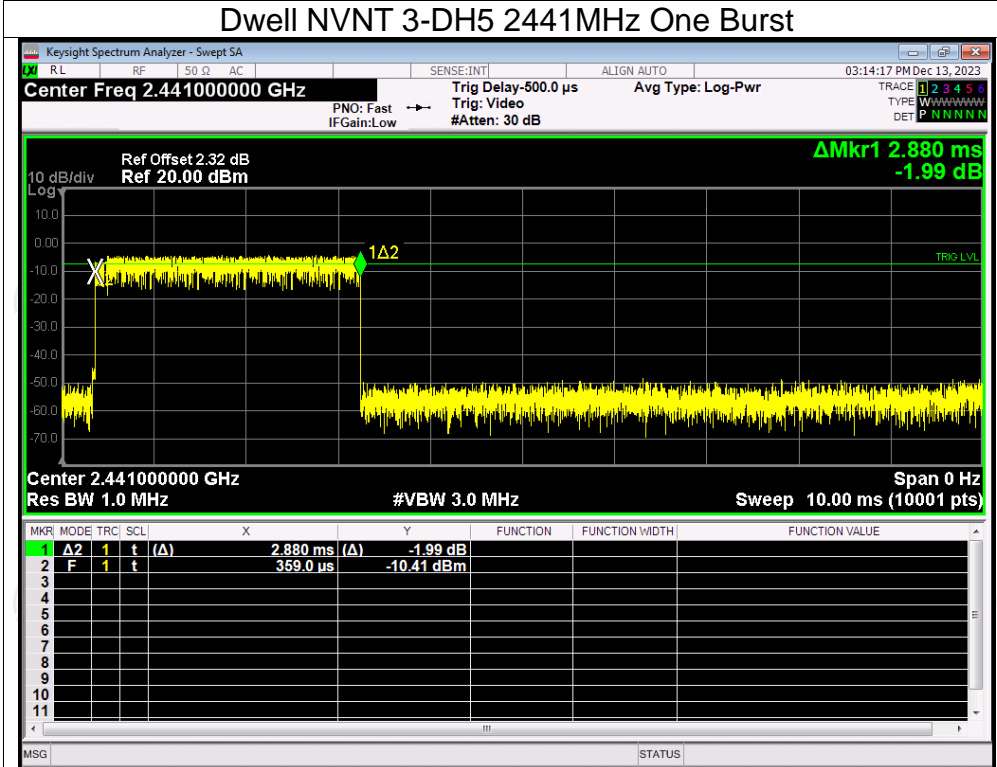 Dwell NVNT 3-DH5 2441MHz One Burst
Keysight Spectrum Analyzer - Swept SA
LXI RL RF 50 Ω AC SENSE:INT ALIGN AUTO 03:14:17 PM Dec 13, 2023
Center Freq 2.441000000 GHz Trig Delay-500.0 µs Avg Type: Log-Pwr TRACE 1 2 3 4 5 6
PNO: Fast Trig: Video TYPE WWWWWW
IFGain:Low #Atten: 30 dB DET P N N N N N
ΔMkr1 2.880 ms
-1.99 dB
Ref Offset 2.32 dB
10 dB/div Ref 20.00 dBm
Log
10.0
0.00
1Δ2
TRIG LVL
-10.0
-20.0
-30.0
-40.0
-50.0
-60.0
-70.0
Center 2.441000000 GHz Span 0 Hz
Res BW 1.0 MHz #VBW 3.0 MHz Sweep 10.00 ms (10001 pts)
MKR MODE TRC SCL X Y FUNCTION FUNCTION WIDTH FUNCTION VALUE
1 Δ2 1 t (Δ) 2.880 ms (Δ) -1.99 dB
2 F 1 t 359.0 µs -10.41 dBm
3
4
5
6
7
8
9
10
11
MSG STATUS